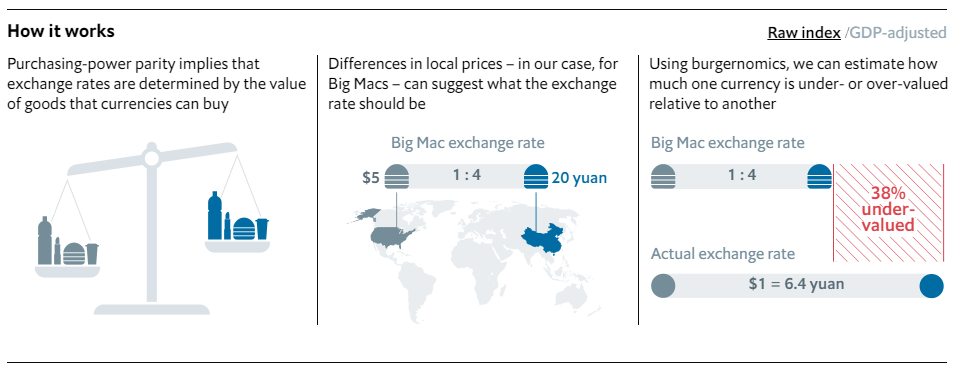 How it works
Raw index /GDP-adjusted
Purchasing-power parity implies that
exchange rates are determined by the value
of goods that currencies can buy
Differences in local prices – in our case, for
Big Macs – can suggest what the exchange
rate should be
Big Mac exchange rate
$5
1 : 4
20 yuan
Using burgernomics, we can estimate how
much one currency is under- or over-valued
relative to another
Big Mac exchange rate
1 : 4
38%
under-
valued
Actual exchange rate
$1 = 6.4 yuan